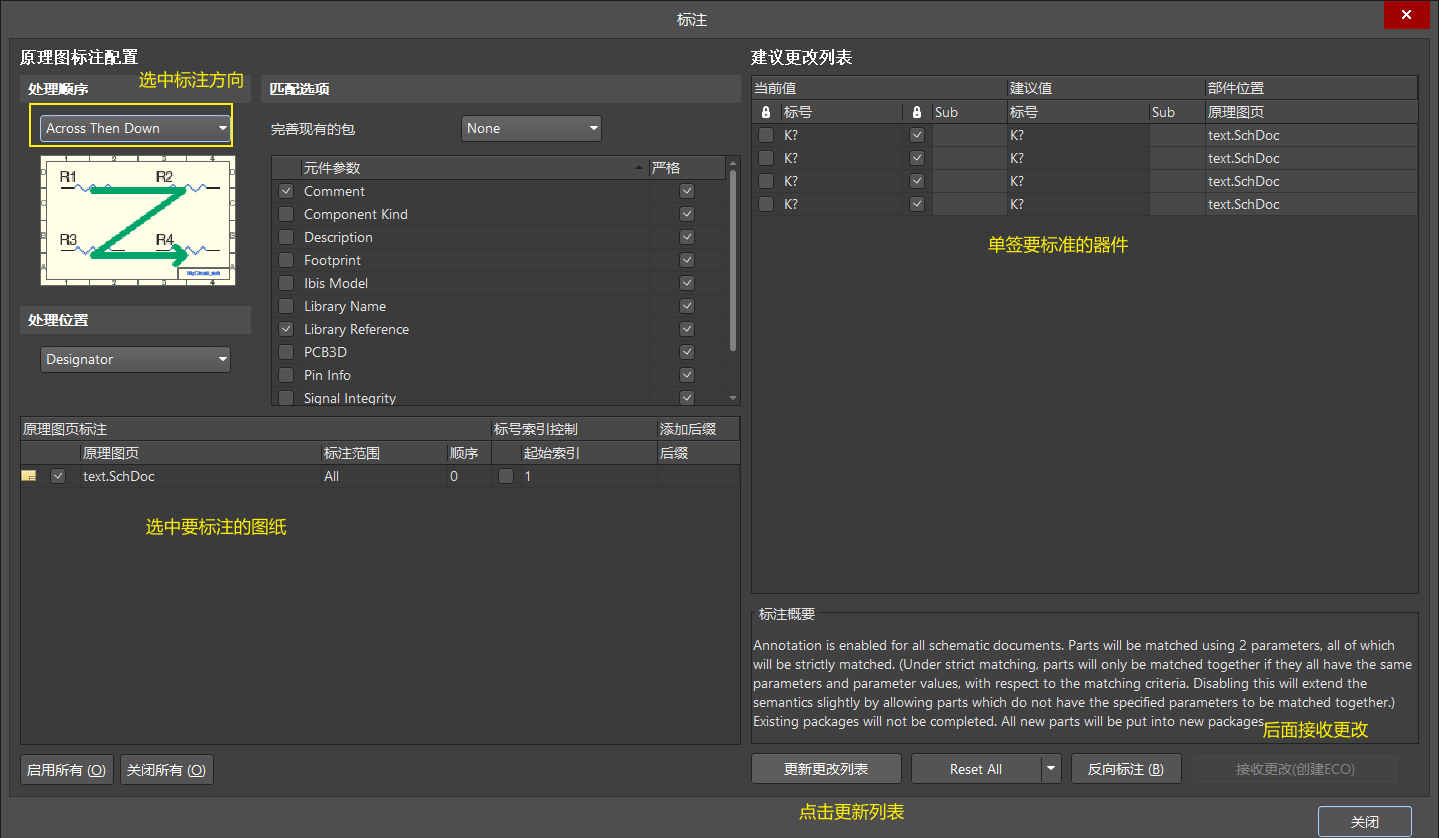 标注
原理图标注配置
处理顺序
选中标注方向
Across Then Down
1 2 3 4
R1 R2
R3 R4
1 2 3 4
处理位置
Designator
匹配选项
完善现有的包 None
元件参数 严格
Comment
Component Kind
Description
Footprint
Ibis Model
Library Name
Library Reference
PCB3D
Pin Info
Signal Integrity
原理图页标注 标号索引控制 添加后缀
原理图页 标注范围 顺序 起始索引 后缀
text.SchDoc All 0 1
选中要标注的图纸
启用所有 (O) 关闭所有 (O)
建议更改列表
当前值 建议值 部件位置
标号 Sub 标号 Sub 原理图页
K? K? text.SchDoc
K? K? text.SchDoc
K? K? text.SchDoc
K? K? text.SchDoc
单签要标准的器件
标注概要
Annotation is enabled for all schematic documents. Parts will be matched using 2 parameters, all of which
will be strictly matched. (Under strict matching, parts will only be matched together if they all have the same
parameters and parameter values, with respect to the matching criteria. Disabling this will extend the
semantics slightly by allowing parts which do not have the specified parameters to be matched together.)
Existing packages will not be completed. All new parts will be put into new packages.
后面接收更改
更新更改列表 Reset All 反向标注 (B) 接收更改(创建ECO)
点击更新列表
关闭